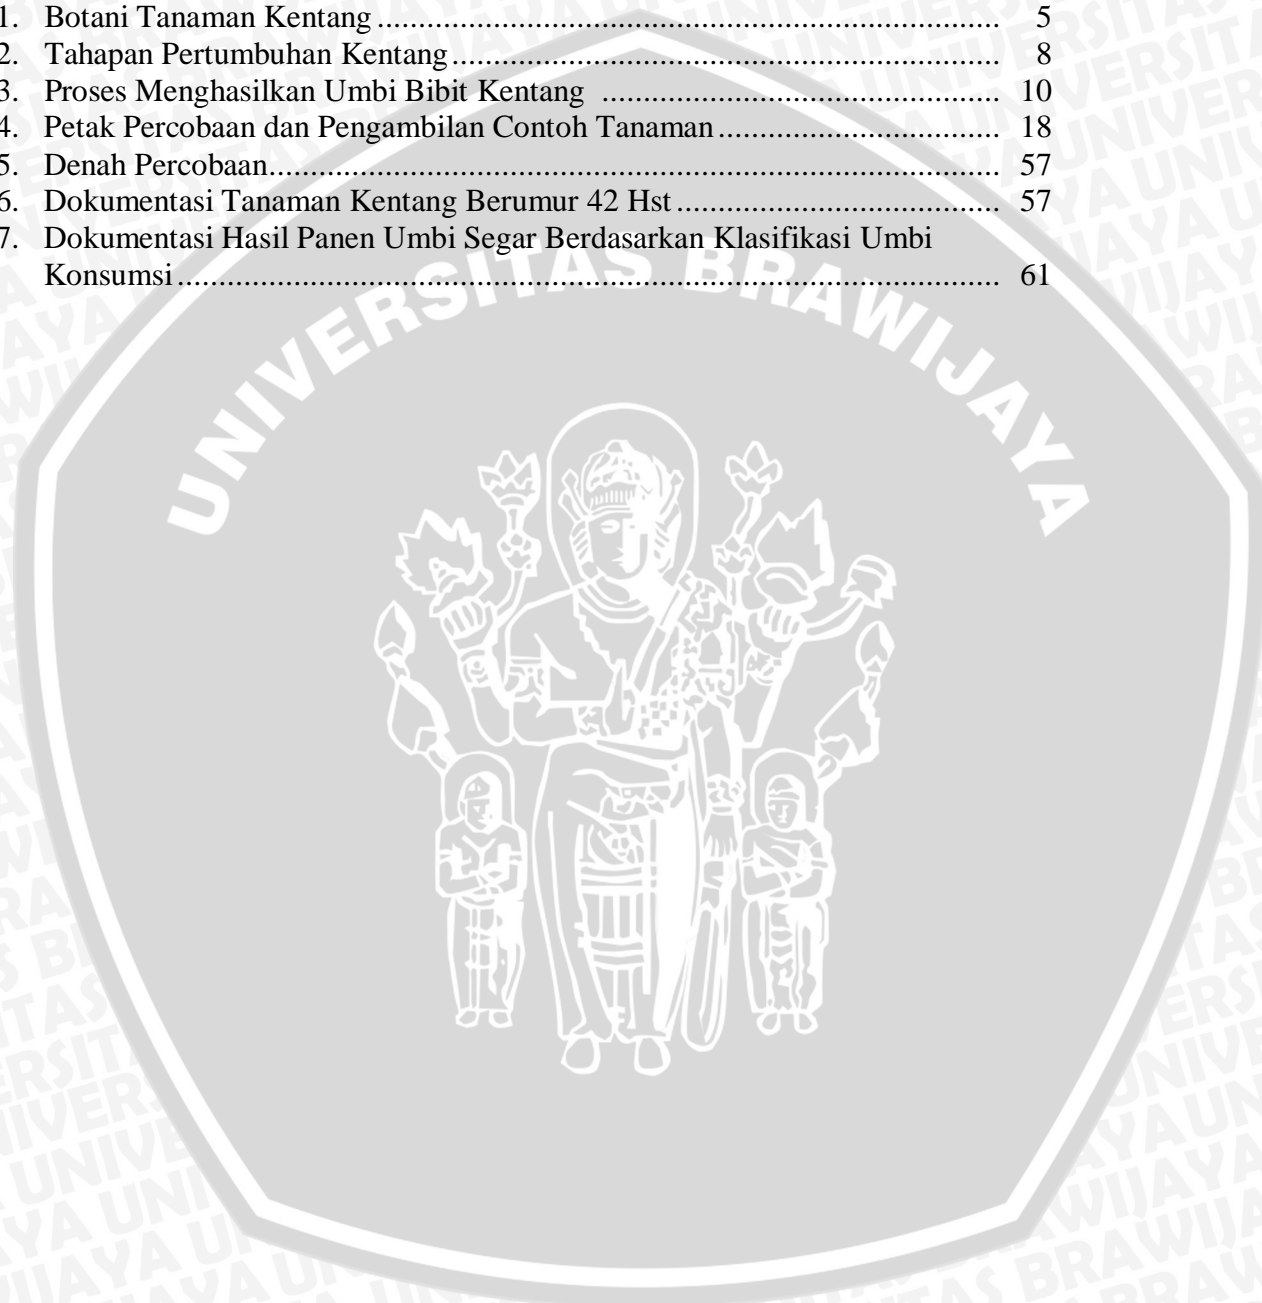 1. Botani Tanaman Kentang ........................................................................... 5
2. Tahapan Pertumbuhan Kentang .................................................................. 8
3. Proses Menghasilkan Umbi Bibit Kentang ................................................ 10
4. Petak Percobaan dan Pengambilan Contoh Tanaman .................................. 18
5. Denah Percobaan......................................................................................... 57
6. Dokumentasi Tanaman Kentang Berumur 42 Hst ....................................... 57
7. Dokumentasi Hasil Panen Umbi Segar Berdasarkan Klasifikasi Umbi
Konsumsi .................................................................................................... 61
UNIVERSITAS BRAWIJAYA